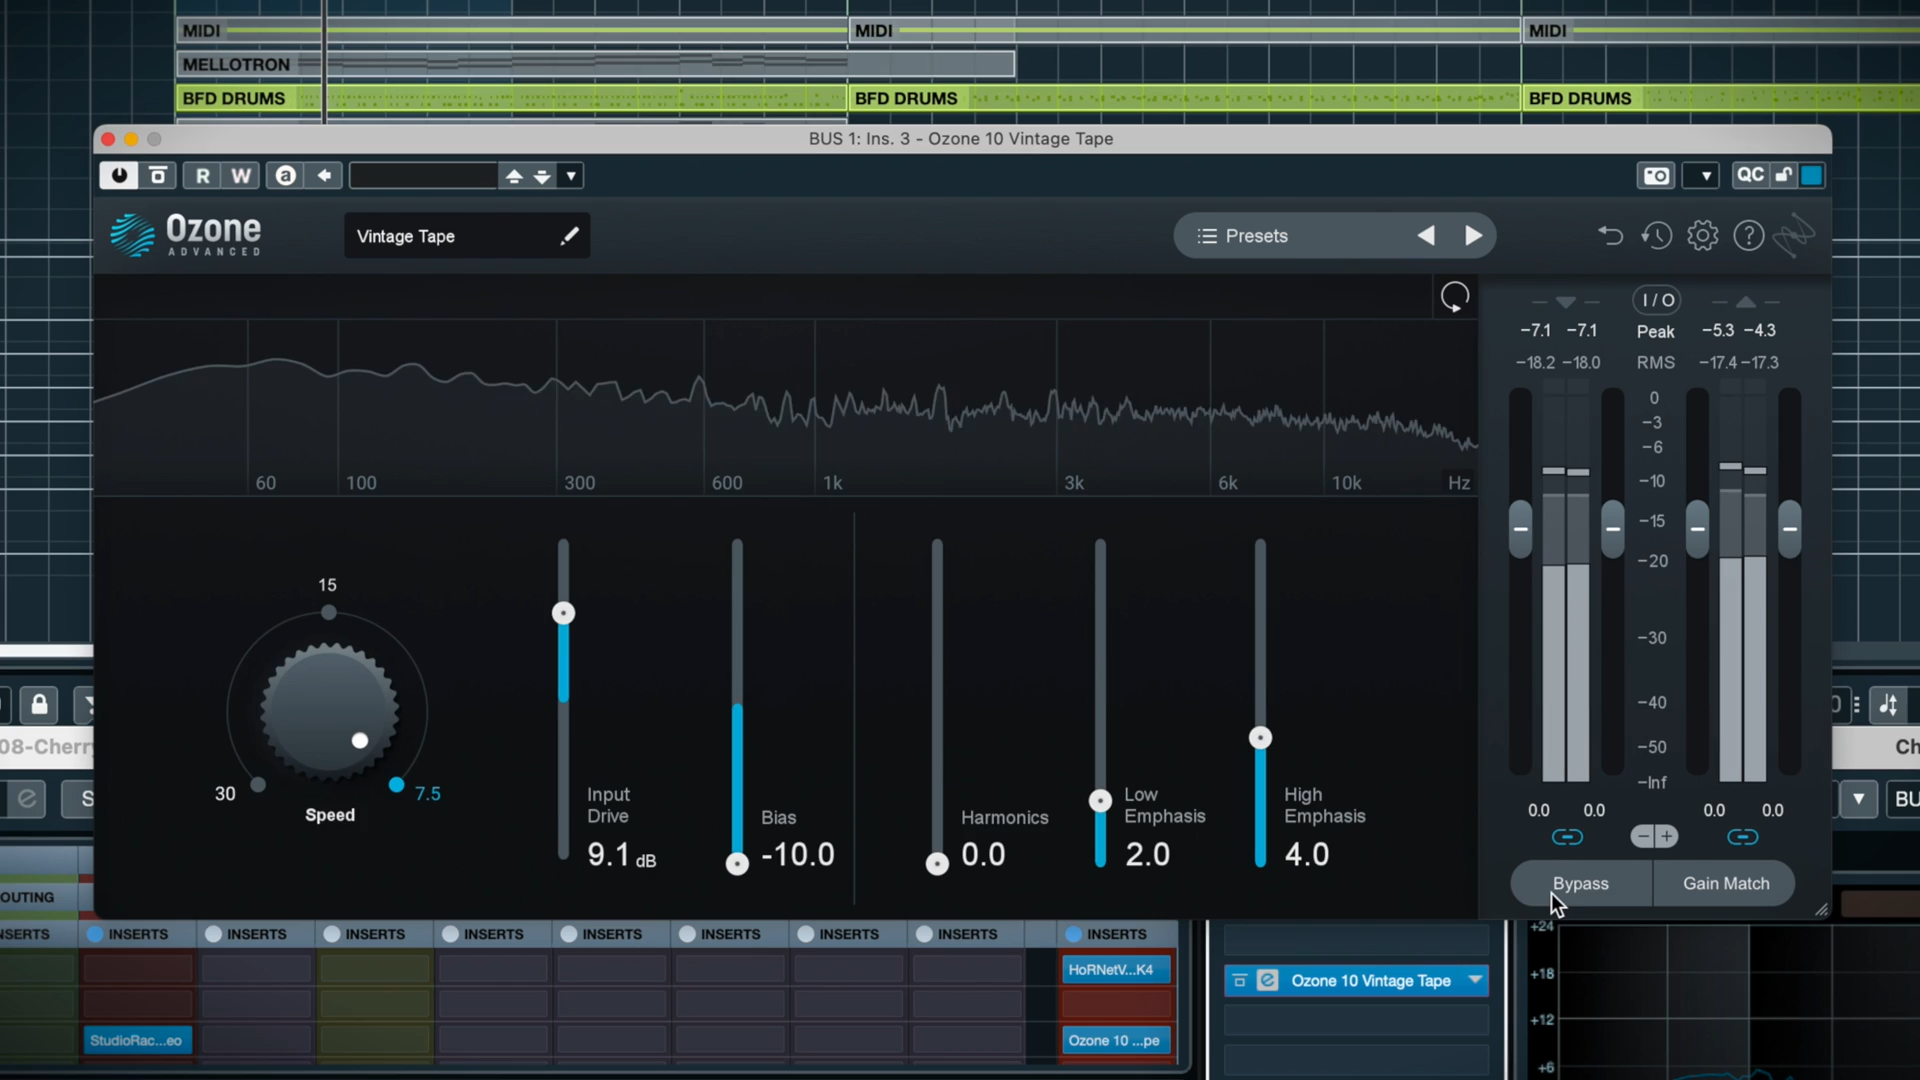 MIDI MIDI MIDI
MELLOTRON
BFD DRUMS BFD DRUMS BFD DRUMS
BUS 1: Ins. 3 - Ozone 10 Vintage Tape
R W a QC
Ozone
ADVANCED
Vintage Tape
Presets
?
I / O
−7.1 −7.1 Peak −5.3 −4.3
−18.2 −18.0 RMS −17.4 −17.3
0
−3
−6
−10
−15
−20
−30
−40
−50
−Inf
60 100 300 600 1k 3k 6k 10k Hz
15
30
7.5
Speed
Input
Drive
9.1 dB
Bias
-10.0
Harmonics
0.0
Low
Emphasis
2.0
High
Emphasis
4.0
0.0 0.0 0.0 0.0
− +
Bypass Gain Match
08-Cherry
Ch
e S
BU
OUTING
NSERTS INSERTS INSERTS INSERTS INSERTS INSERTS INSERTS INSERTS INSERTS INSERTS
HoRNetV...K4
StudioRac...eo
Ozone 10 ...pe
e Ozone 10 Vintage Tape
+24
+18
+12
+6